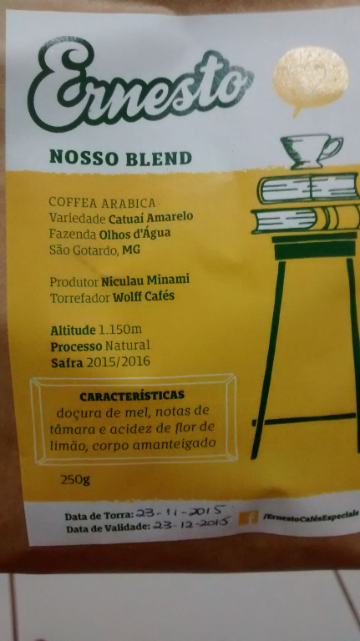 Ernesto
NOSSO BLEND
COFFEA ARABICA
Variedade Catuaí Amarelo
Fazenda Olhos d'Água
São Gotardo, MG
Produtor Niculau Minami
Torrefador Wolff Cafés
Altitude 1.150m
Processo Natural
Safra 2015/2016
CARACTERÍSTICAS
doçura de mel, notas de
tâmara e acidez de flor de
limão, corpo amanteigado
250g
Data de Torra: 23-11-2015
Data de Validade: 23-12-2015
f /ErnestoCafésEspeciais